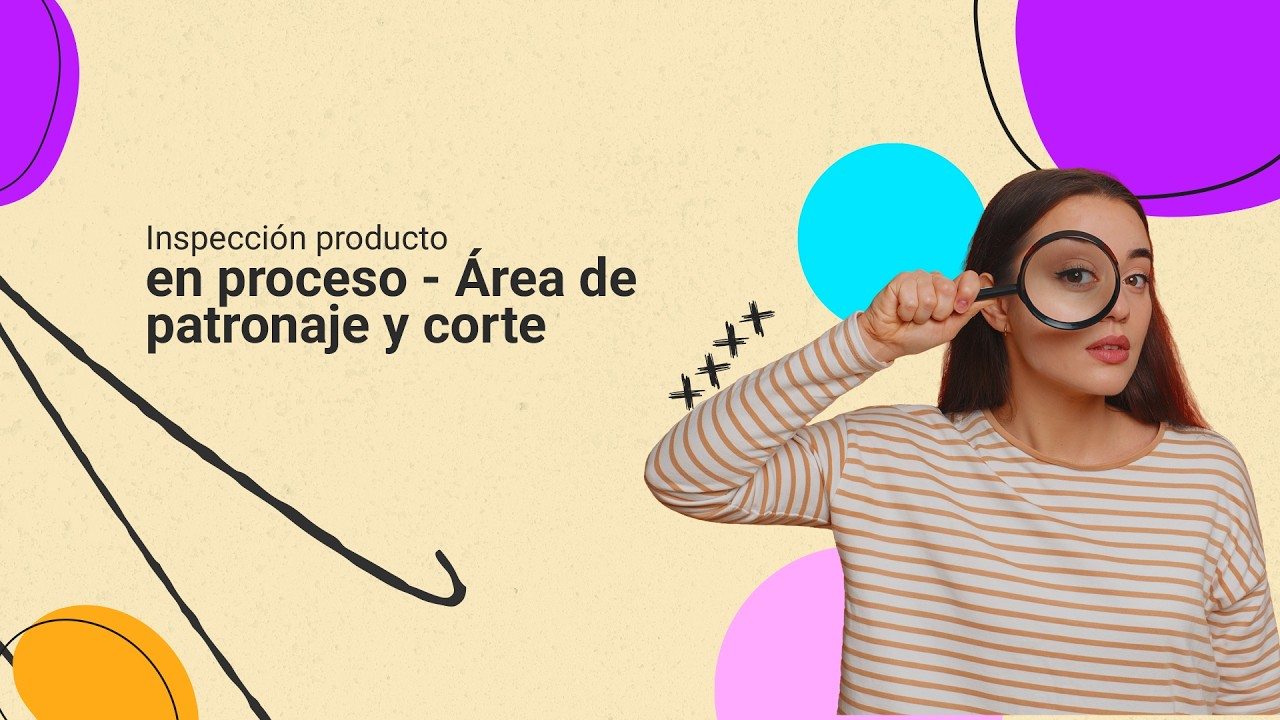 Inspección producto
en proceso - Área de
patronaje y corte